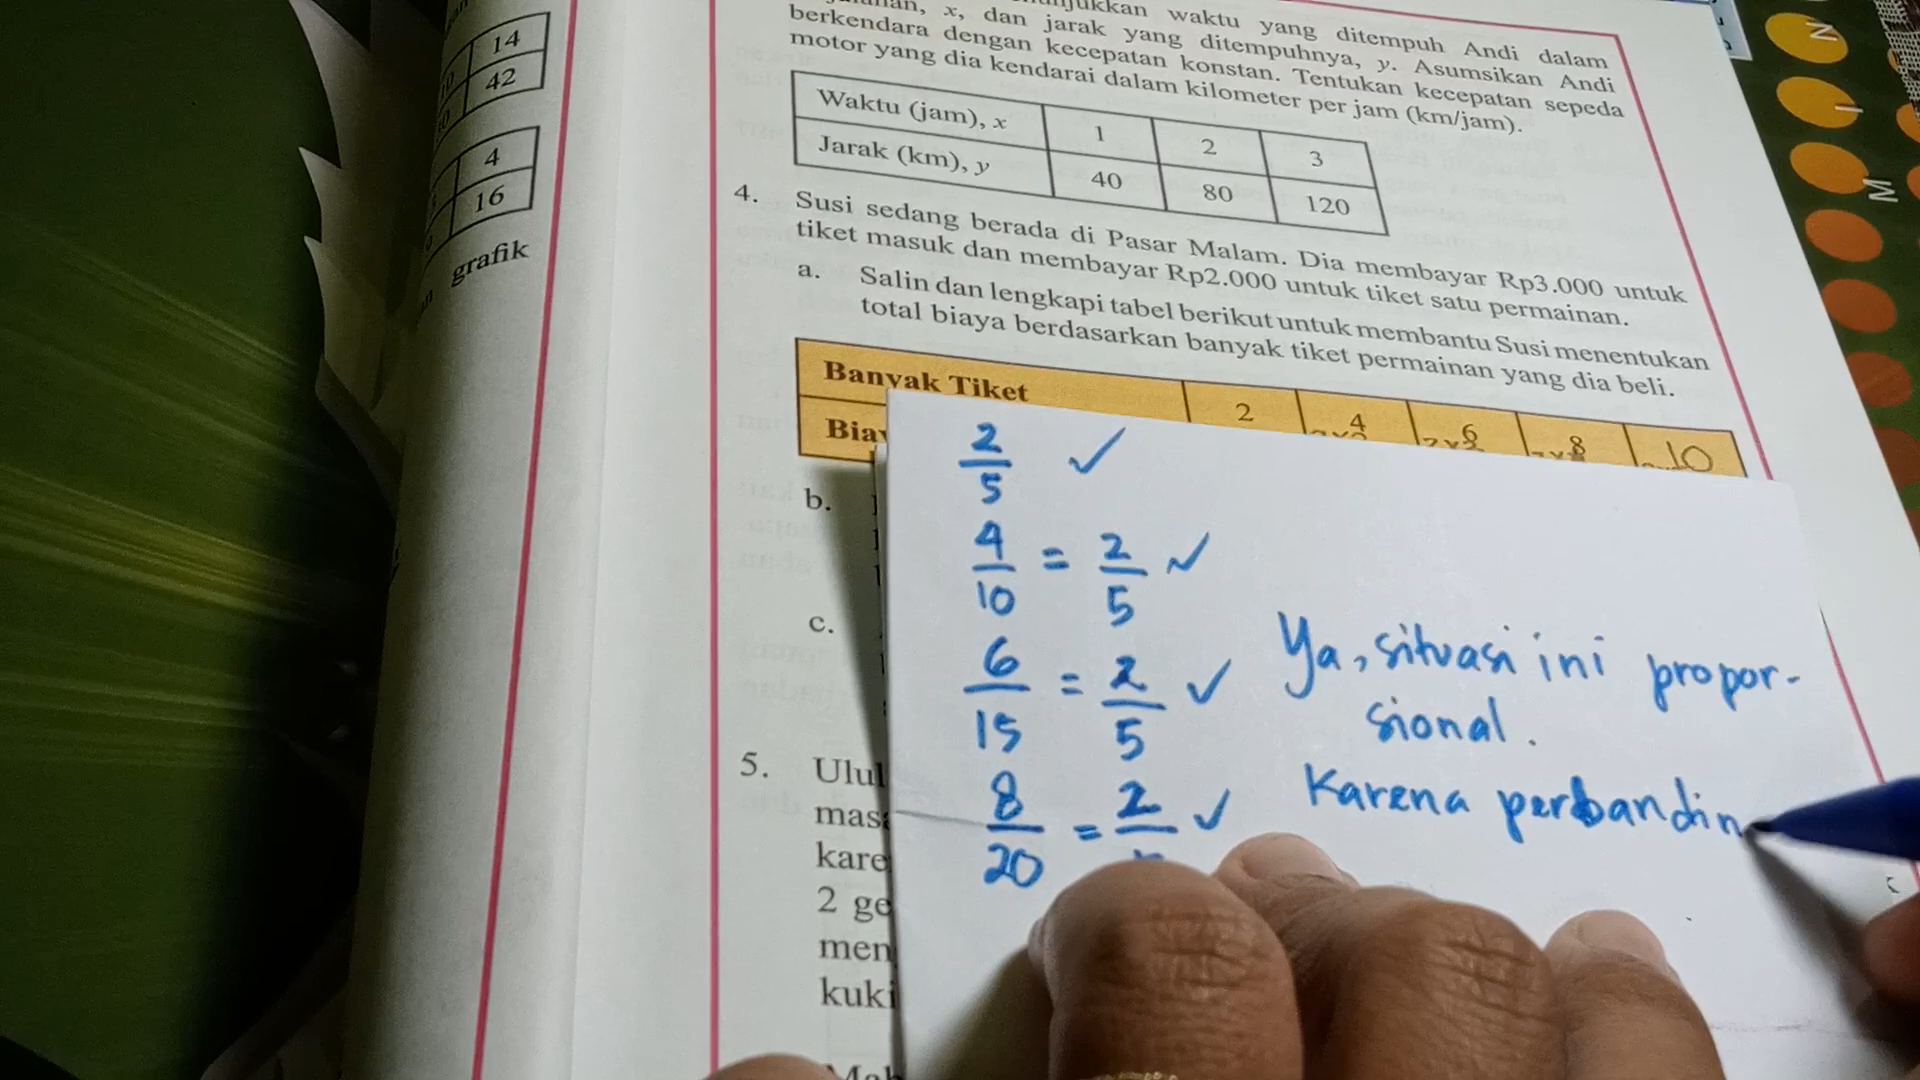 14
42
4
16
grafik
waktu yang ditempuh Andi dalam
x, dan jarak yang ditempuhnya, y. Asumsikan Andi
berkendara dengan kecepatan konstan. Tentukan kecepatan sepeda
motor yang dia kendarai dalam kilometer per jam (km/jam).
Waktu (jam), x 1 2 3
Jarak (km), y 40 80 120
4. Susi sedang berada di Pasar Malam. Dia membayar Rp3.000 untuk
tiket masuk dan membayar Rp2.000 untuk tiket satu permainan.
a. Salin dan lengkapi tabel berikut untuk membantu Susi menentukan
total biaya berdasarkan banyak tiket permainan yang dia beli.
Banyak Tiket 2 4 6 8 10
b.
c.
2/5 ✓
4/10 = 2/5 ✓
6/15 = 2/5 ✓
8/20 = 2/ ✓
Ya, situasi ini propor-
sional.
Karena perbandin
5. Ulul
kare
2 ge
men
kuki